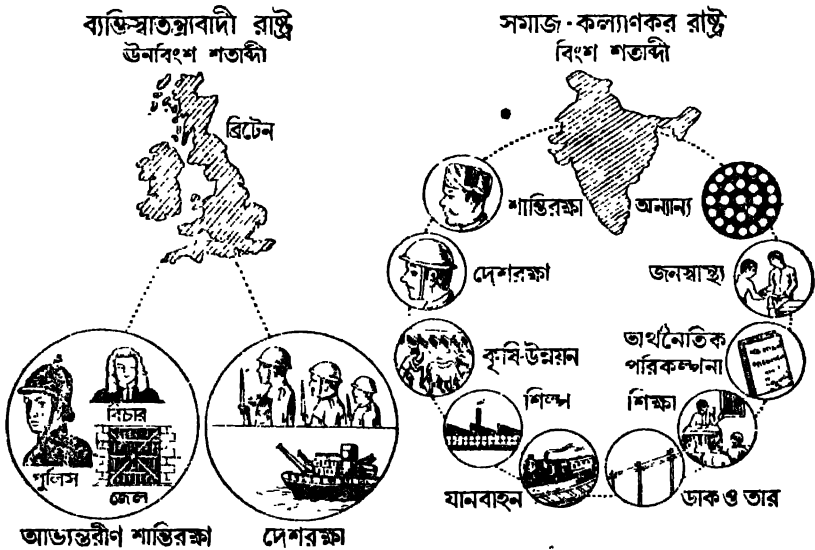 ব্যক্তিস্বাতন্ত্র্যবাদী রাষ্ট্র
ঊনবিংশ শতাব্দী
ব্রিটেন
পুলিস
বিচার
জেল
আভ্যন্তরীণ শান্তিরক্ষা
দেশরক্ষা
সমাজ-কল্যাণকর রাষ্ট্র
বিংশ শতাব্দী
শান্তিরক্ষা
অন্যান্য
দেশরক্ষা
জনস্বাস্থ্য
কৃষি-উন্নয়ন
অর্থনৈতিক
পরিকল্পনা
শিল্প
শিক্ষা
যানবাহন
ডাক ও তার